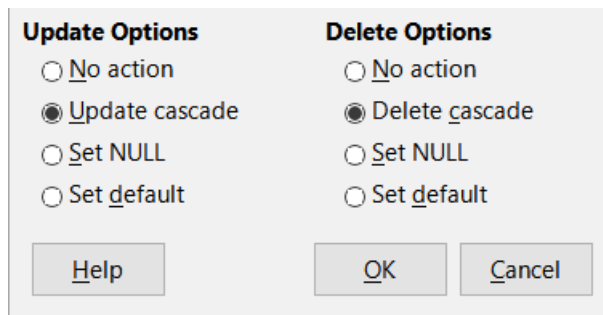 Update Options
No action
Update cascade
Set NULL
Set default
Delete Options
No action
Delete cascade
Set NULL
Set default
Help
OK
Cancel